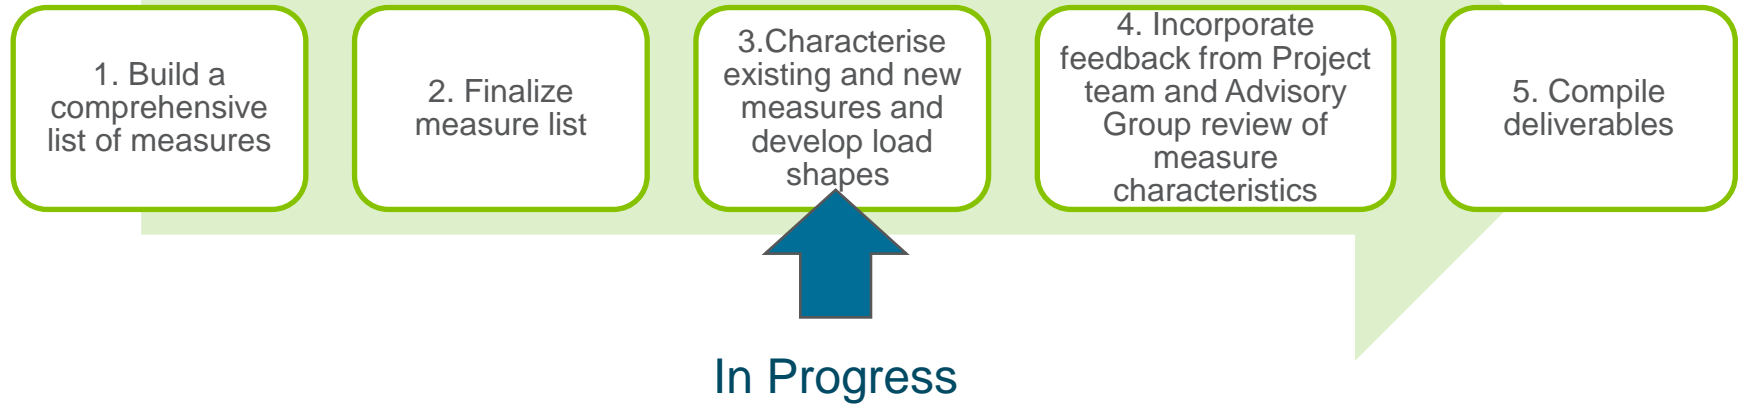 1. Build a
comprehensive
list of measures
2. Finalize
measure list
3.Characterise
existing and new
measures and
develop load
shapes
4. Incorporate
feedback from Project
team and Advisory
Group review of
measure
characteristics
5. Compile
deliverables
In Progress